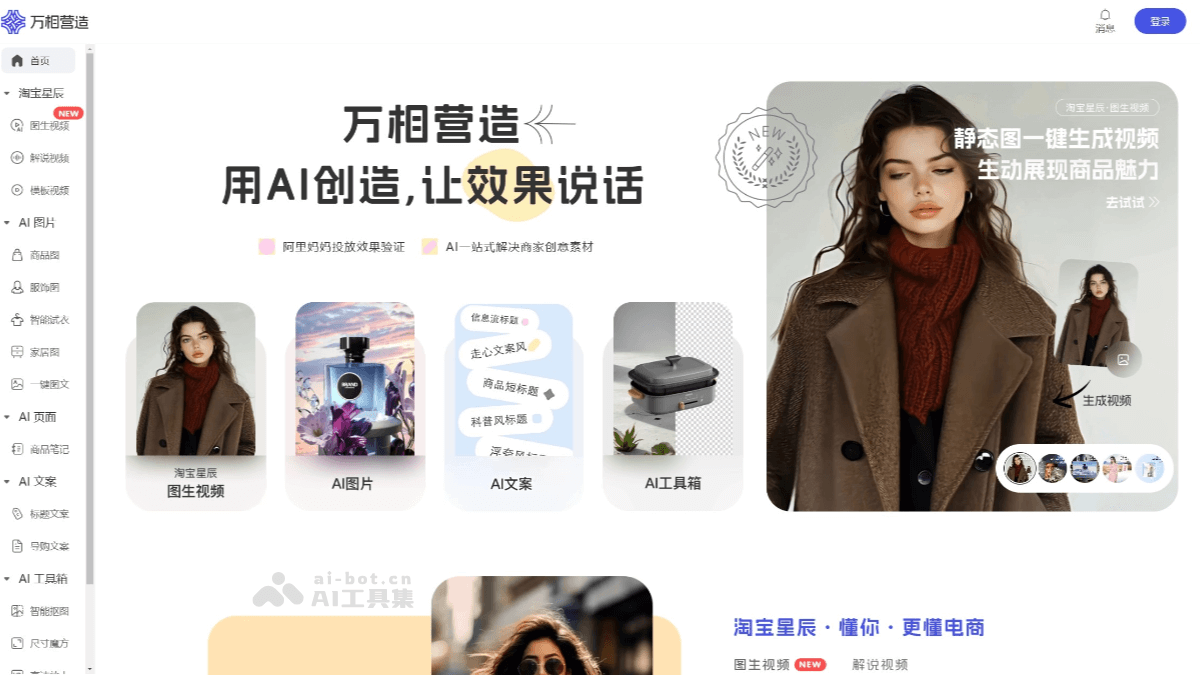 万相营造
消息
登录
首页
淘宝星辰
NEW
图生视频
解说视频
模板视频
AI 图片
商品图
服饰图
智能试衣
家居图
一键图文
AI 页面
商品笔记
AI 文案
标题文案
导购文案
AI 工具箱
智能抠图
尺寸魔方
万相营造
用AI创造,让效果说话
阿里妈妈投放效果验证
AI一站式解决商家创意素材
淘宝星辰
图生视频
BRAND
AI图片
信息流标题
走心文案风
商品短标题
科普风标题
浮夸风标
AI文案
AI工具箱
NEW
淘宝星辰·图生视频
静态图一键生成视频
生动展现商品魅力
去试试
生成视频
ai-bot.cn
AI工具集
淘宝星辰 · 懂你 · 更懂电商
图生视频 NEW 解说视频